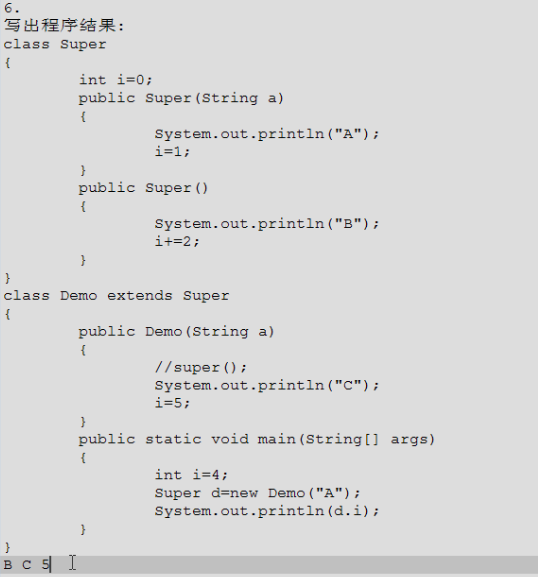 6.
写出程序结果:
class Super
{
int i=0;
public Super(String a)
{
System.out.println("A");
i=1;
}
public Super()
{
System.out.println("B");
i+=2;
}
}
class Demo extends Super
{
public Demo(String a)
{
//super();
System.out.println("C");
i=5;
}
public static void main(String[] args)
{
int i=4;
Super d=new Demo("A");
System.out.println(d.i);
}
}
B C 5